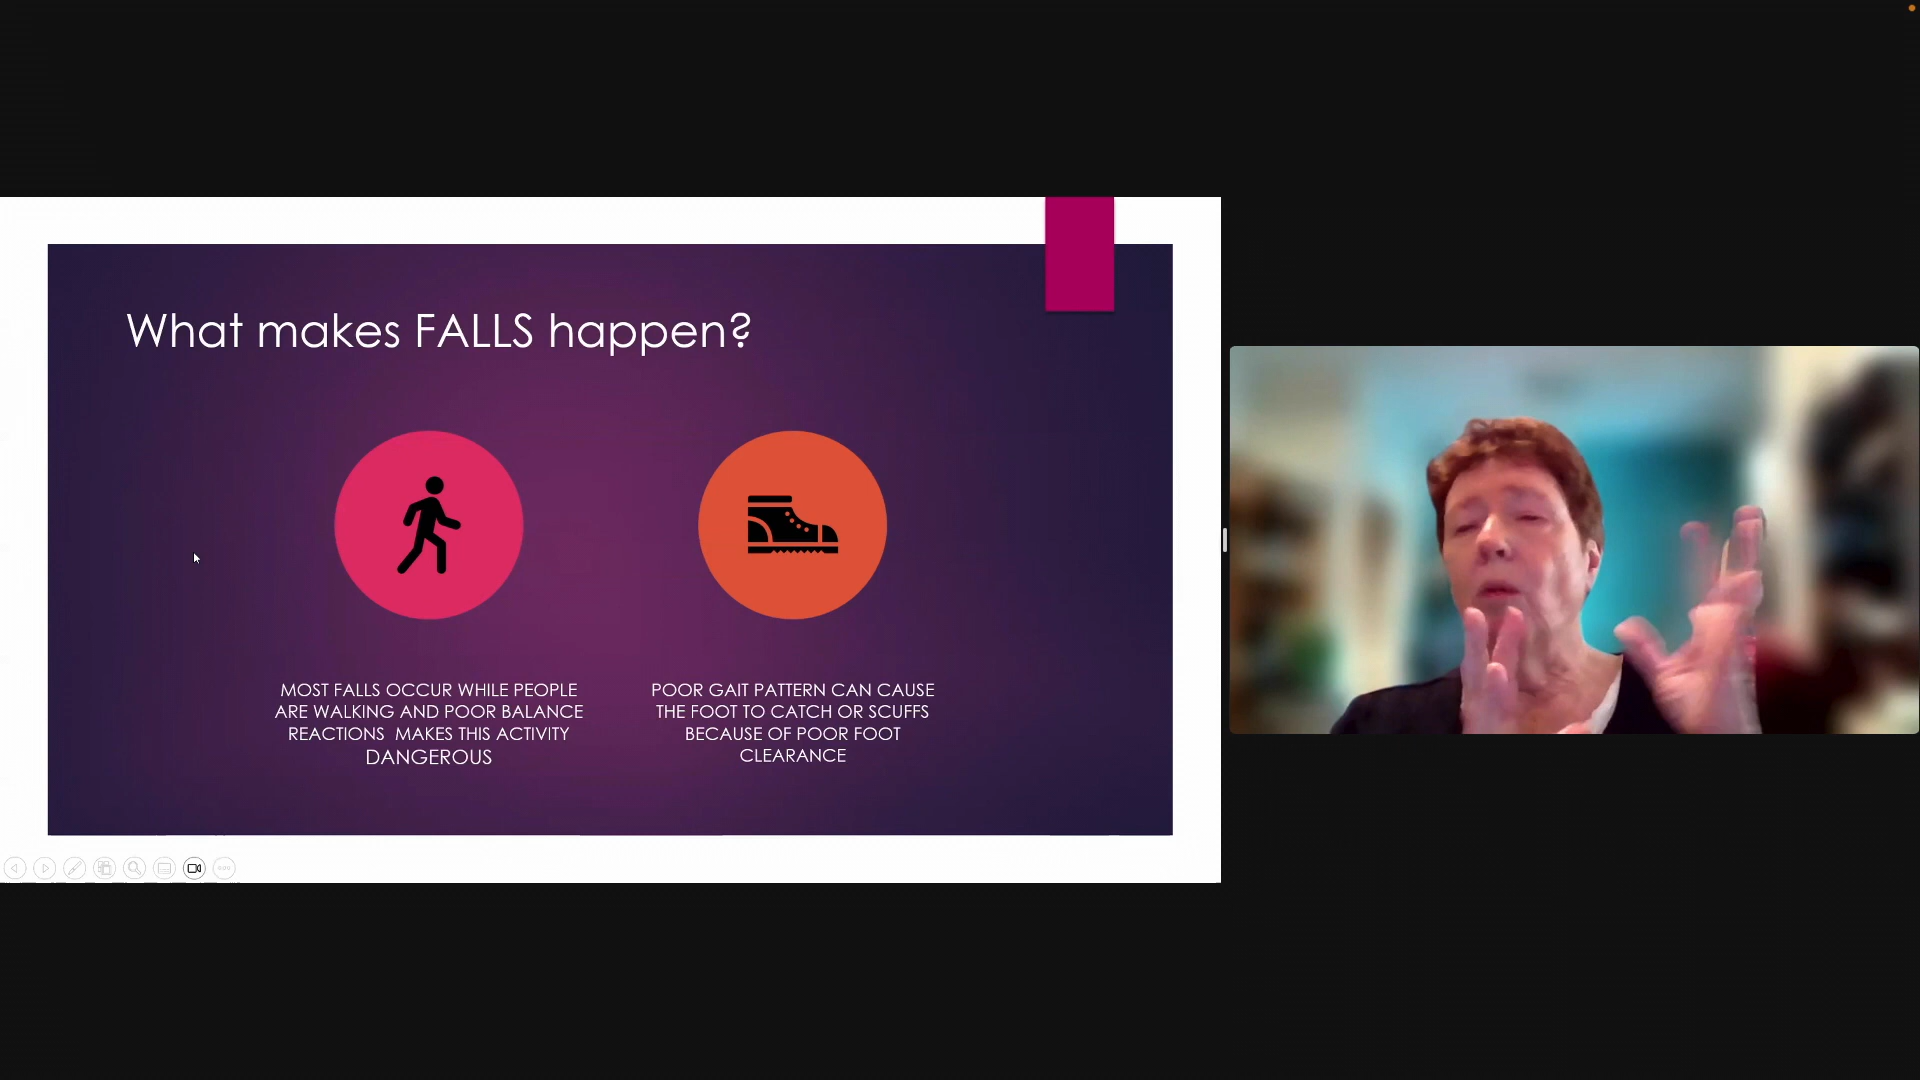 What makes FALLS happen?
MOST FALLS OCCUR WHILE PEOPLE
ARE WALKING AND POOR BALANCE
REACTIONS  MAKES THIS ACTIVITY
DANGEROUS
POOR GAIT PATTERN CAN CAUSE
THE FOOT TO CATCH OR SCUFFS
BECAUSE OF POOR FOOT
CLEARANCE